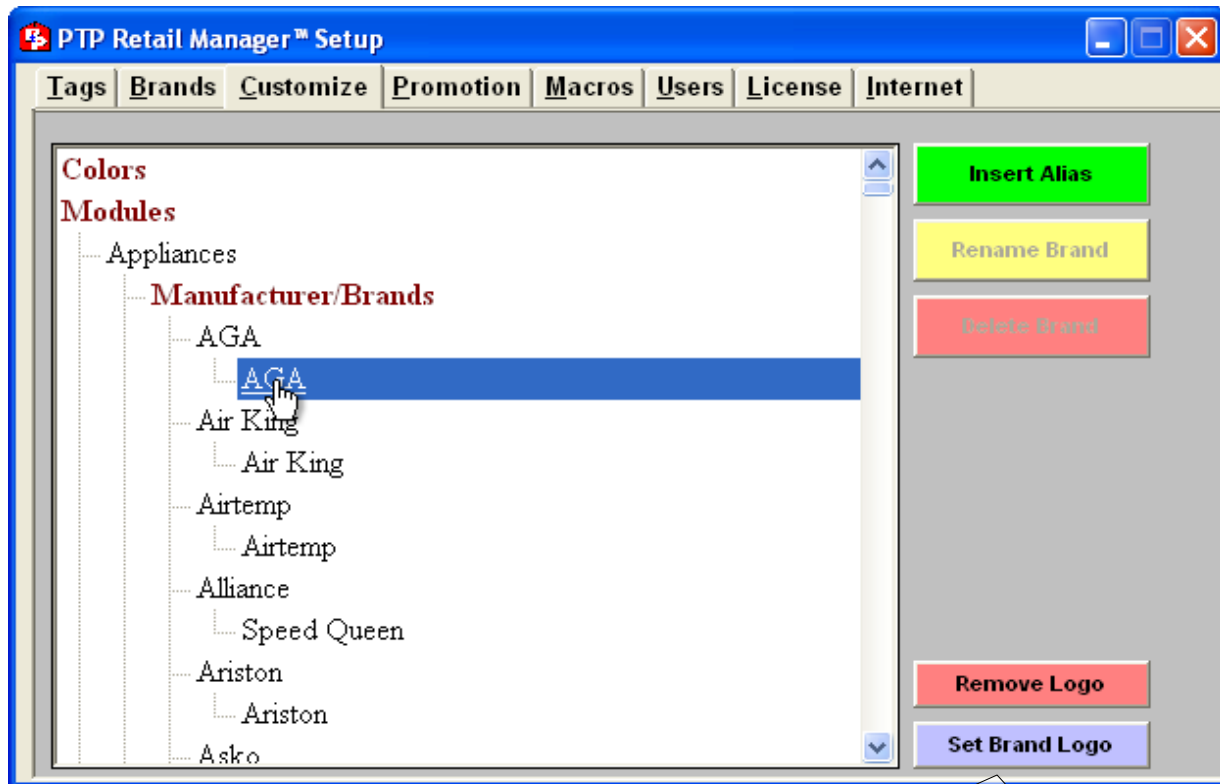 PTP Retail Manager™ Setup
Tags Brands Customize Promotion Macros Users License Internet
Colors
Modules
Appliances
Manufacturer/Brands
AGA
AGA
Air King
Air King
Airtemp
Airtemp
Alliance
Speed Queen
Ariston
Ariston
Asko
Insert Alias
Rename Brand
Delete Brand
Remove Logo
Set Brand Logo